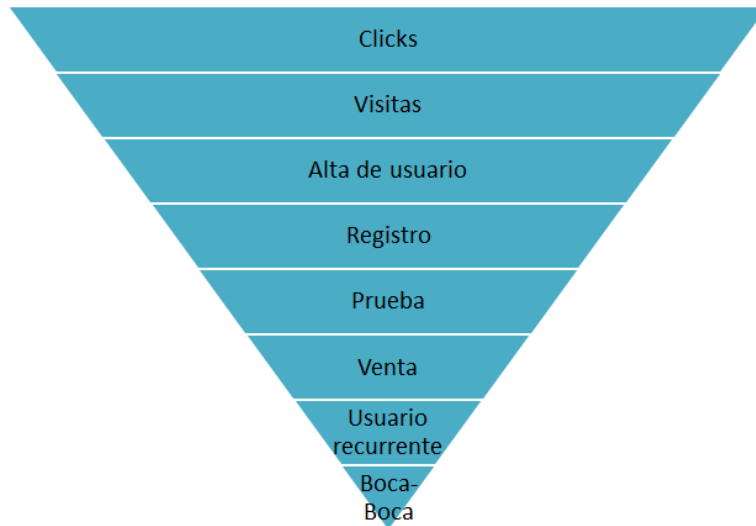 Clicks
Visitas
Alta de usuario
Registro
Prueba
Venta
Usuario
recurrente
Boca-
Boca